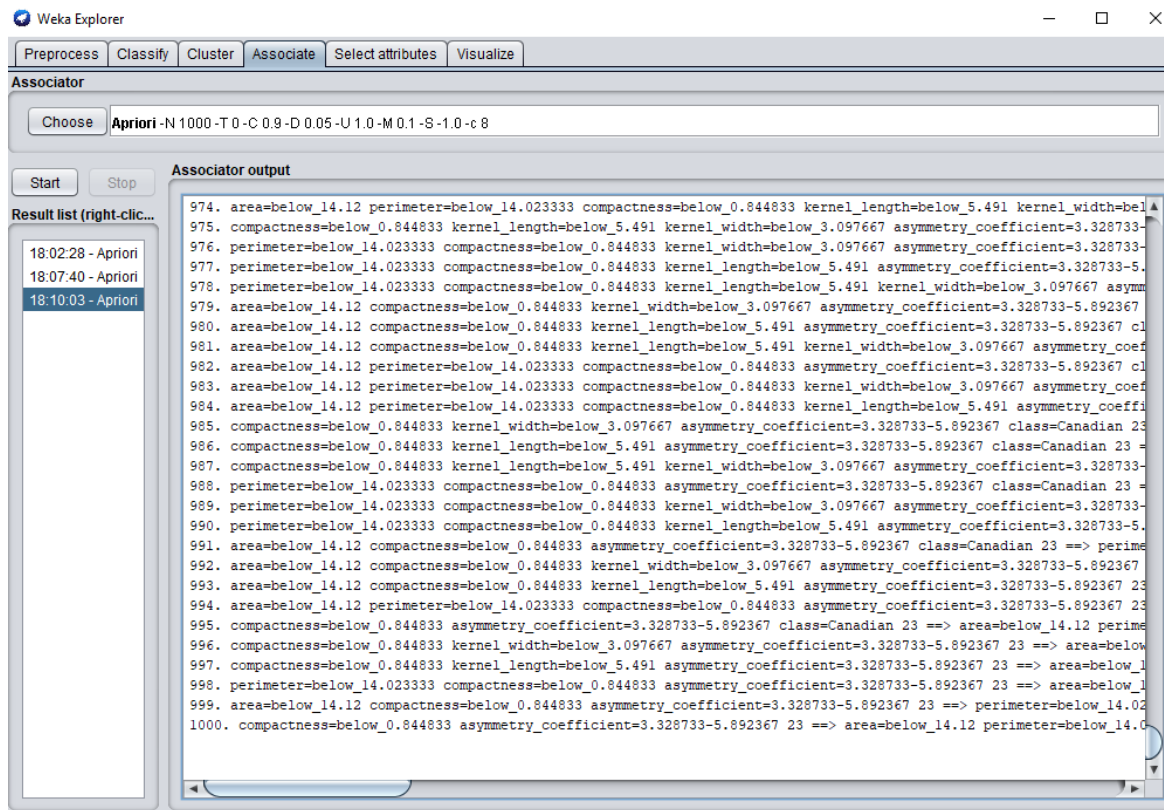 Weka Explorer
Preprocess Classify Cluster Associate Select attributes Visualize
Associator
Choose Apriori -N 1000 -T 0 -C 0.9 -D 0.05 -U 1.0 -M 0.1 -S -1.0 -c 8
Start Stop
Associator output
Result list (right-clic...
18:02:28 - Apriori
18:07:40 - Apriori
18:10:03 - Apriori
974. area=below_14.12 perimeter=below_14.023333 compactness=below_0.844833 kernel_length=below_5.491 kernel_width=bel
975. compactness=below_0.844833 kernel_length=below_5.491 kernel_width=below_3.097667 asymmetry_coefficient=3.328733-
976. perimeter=below_14.023333 compactness=below_0.844833 kernel_width=below_3.097667 asymmetry_coefficient=3.328733-
977. perimeter=below_14.023333 compactness=below_0.844833 kernel_length=below_5.491 asymmetry_coefficient=3.328733-5.
978. perimeter=below_14.023333 compactness=below_0.844833 kernel_length=below_5.491 kernel_width=below_3.097667 asymm
979. area=below_14.12 compactness=below_0.844833 kernel_width=below_3.097667 asymmetry_coefficient=3.328733-5.892367
980. area=below_14.12 compactness=below_0.844833 kernel_length=below_5.491 asymmetry_coefficient=3.328733-5.892367 cl
981. area=below_14.12 compactness=below_0.844833 kernel_length=below_5.491 kernel_width=below_3.097667 asymmetry_coef
982. area=below_14.12 perimeter=below_14.023333 compactness=below_0.844833 asymmetry_coefficient=3.328733-5.892367 cl
983. area=below_14.12 perimeter=below_14.023333 compactness=below_0.844833 kernel_width=below_3.097667 asymmetry_coef
984. area=below_14.12 perimeter=below_14.023333 compactness=below_0.844833 kernel_length=below_5.491 asymmetry_coeffi
985. compactness=below_0.844833 kernel_width=below_3.097667 asymmetry_coefficient=3.328733-5.892367 class=Canadian 23
986. compactness=below_0.844833 kernel_length=below_5.491 asymmetry_coefficient=3.328733-5.892367 class=Canadian 23 =
987. compactness=below_0.844833 kernel_length=below_5.491 kernel_width=below_3.097667 asymmetry_coefficient=3.328733-
988. perimeter=below_14.023333 compactness=below_0.844833 asymmetry_coefficient=3.328733-5.892367 class=Canadian 23 =
989. perimeter=below_14.023333 compactness=below_0.844833 kernel_width=below_3.097667 asymmetry_coefficient=3.328733-
990. perimeter=below_14.023333 compactness=below_0.844833 kernel_length=below_5.491 asymmetry_coefficient=3.328733-5.
991. area=below_14.12 compactness=below_0.844833 asymmetry_coefficient=3.328733-5.892367 class=Canadian 23 ==> perime
992. area=below_14.12 compactness=below_0.844833 kernel_width=below_3.097667 asymmetry_coefficient=3.328733-5.892367
993. area=below_14.12 compactness=below_0.844833 kernel_length=below_5.491 asymmetry_coefficient=3.328733-5.892367 23
994. area=below_14.12 perimeter=below_14.023333 compactness=below_0.844833 asymmetry_coefficient=3.328733-5.892367 23
995. compactness=below_0.844833 asymmetry_coefficient=3.328733-5.892367 class=Canadian 23 ==> area=below_14.12 perime
996. compactness=below_0.844833 kernel_width=below_3.097667 asymmetry_coefficient=3.328733-5.892367 23 ==> area=below
997. compactness=below_0.844833 kernel_length=below_5.491 asymmetry_coefficient=3.328733-5.892367 23 ==> area=below_1
998. perimeter=below_14.023333 compactness=below_0.844833 asymmetry_coefficient=3.328733-5.892367 23 ==> area=below_1
999. area=below_14.12 compactness=below_0.844833 asymmetry_coefficient=3.328733-5.892367 23 ==> perimeter=below_14.02
1000. compactness=below_0.844833 asymmetry_coefficient=3.328733-5.892367 23 ==> area=below_14.12 perimeter=below_14.0